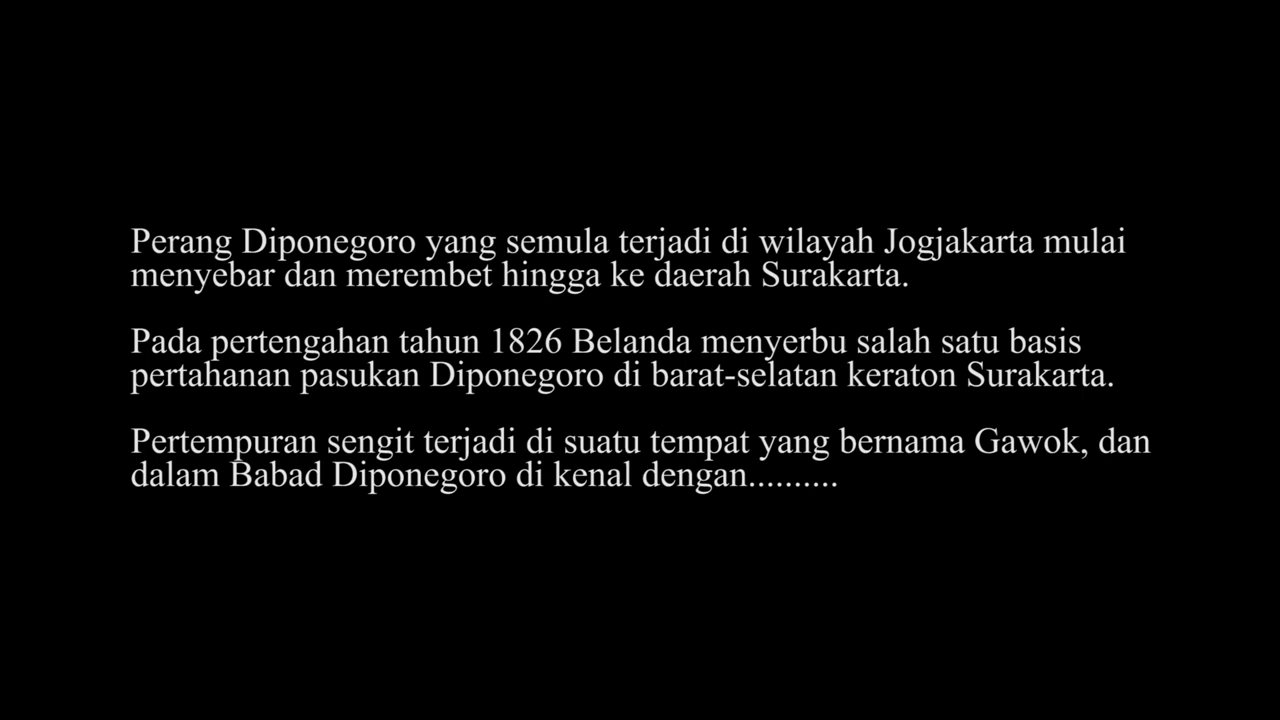 Perang Diponegoro yang semula terjadi di wilayah Jogjakarta mulai
menyebar dan merembet hingga ke daerah Surakarta.
Pada pertengahan tahun 1826 Belanda menyerbu salah satu basis
pertahanan pasukan Diponegoro di barat-selatan keraton Surakarta.
Pertempuran sengit terjadi di suatu tempat yang bernama Gawok, dan
dalam Babad Diponegoro di kenal dengan..........